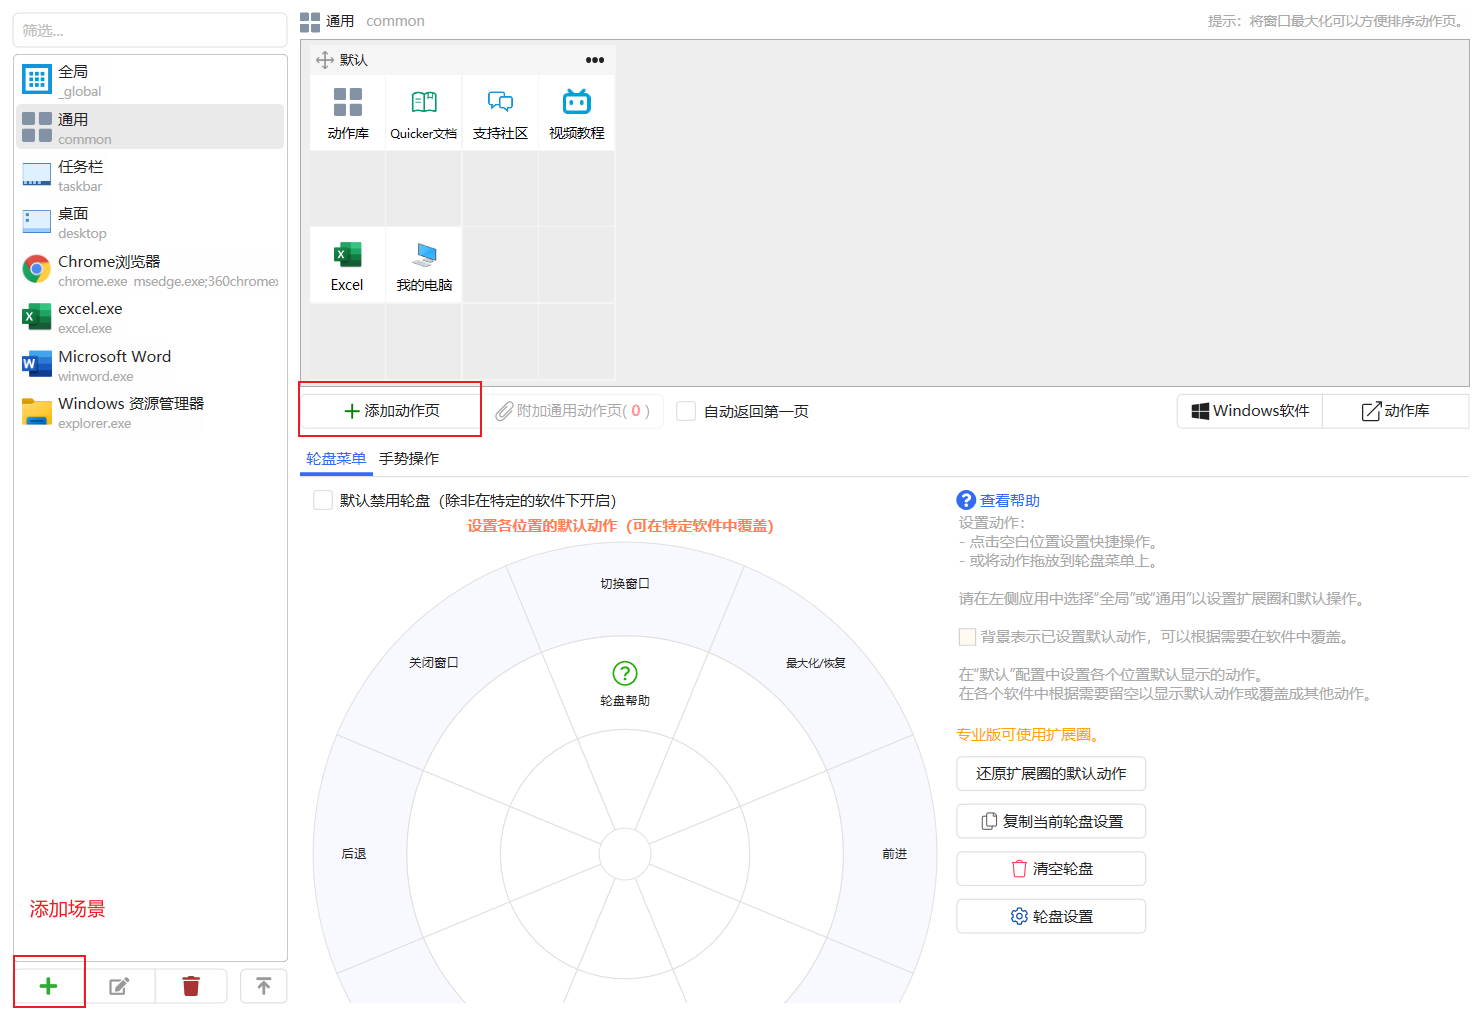 筛选...
全局
_global
通用
common
任务栏
taskbar
桌面
desktop
Chrome浏览器
chrome.exe msedge.exe;360chromex
excel.exe
excel.exe
Microsoft Word
winword.exe
Windows 资源管理器
explorer.exe
添加场景
通用 common
提示：将窗口最大化可以方便排序动作页。
默认
动作库 Quicker文档 支持社区 视频教程
Excel 我的电脑
添加动作页 附加通用动作页( 0 ) 自动返回第一页 Windows软件 动作库
轮盘菜单 手势操作
默认禁用轮盘（除非在特定的软件下开启）
设置各位置的默认动作（可在特定软件中覆盖）
切换窗口
关闭窗口
最大化/恢复
轮盘帮助
后退
前进
查看帮助
设置动作：
- 点击空白位置设置快捷操作。
- 或将动作拖放到轮盘菜单上。
请在左侧应用中选择“全局”或“通用”以设置扩展圈和默认操作。
背景表示已设置默认动作，可以根据需要在软件中覆盖。
在“默认”配置中设置各个位置默认显示的动作。
在各个软件中根据需要留空以显示默认动作或覆盖成其他动作。
专业版可使用扩展圈。
还原扩展圈的默认动作
复制当前轮盘设置
清空轮盘
轮盘设置